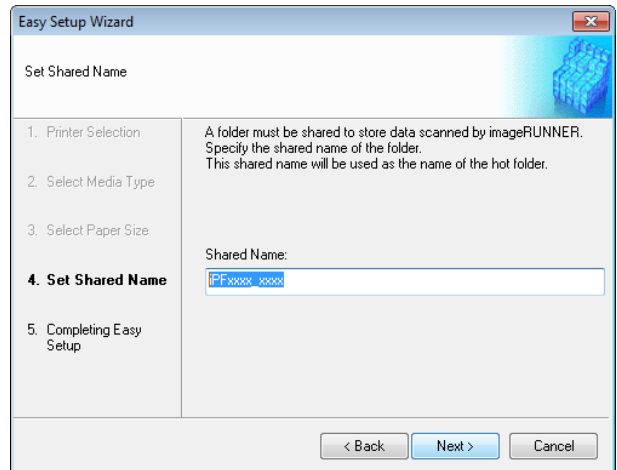 Easy Setup Wizard
Set Shared Name
1. Printer Selection
2. Select Media Type
3. Select Paper Size
4. Set Shared Name
5. Completing Easy
Setup
A folder must be shared to store data scanned by imageRUNNER.
Specify the shared name of the folder.
This shared name will be used as the name of the hot folder.
Shared Name:
iPFxxxx_xxxx
< Back
Next >
Cancel